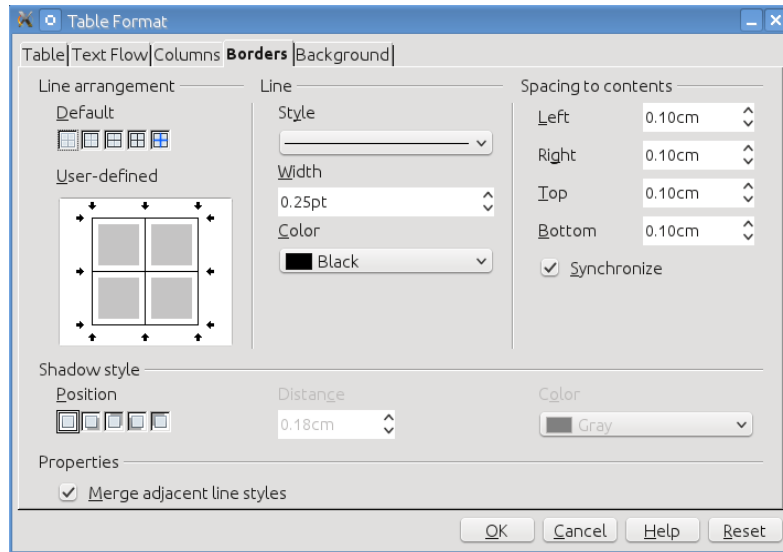 Table Format
Table Text Flow Columns Borders Background
Line arrangement
Default
User-defined
Line
Style
Width
0.25pt
Color
Black
Spacing to contents
Left 0.10cm
Right 0.10cm
Top 0.10cm
Bottom 0.10cm
Synchronize
Shadow style
Position
Distance
0.18cm
Color
Gray
Properties
Merge adjacent line styles
OK Cancel Help Reset